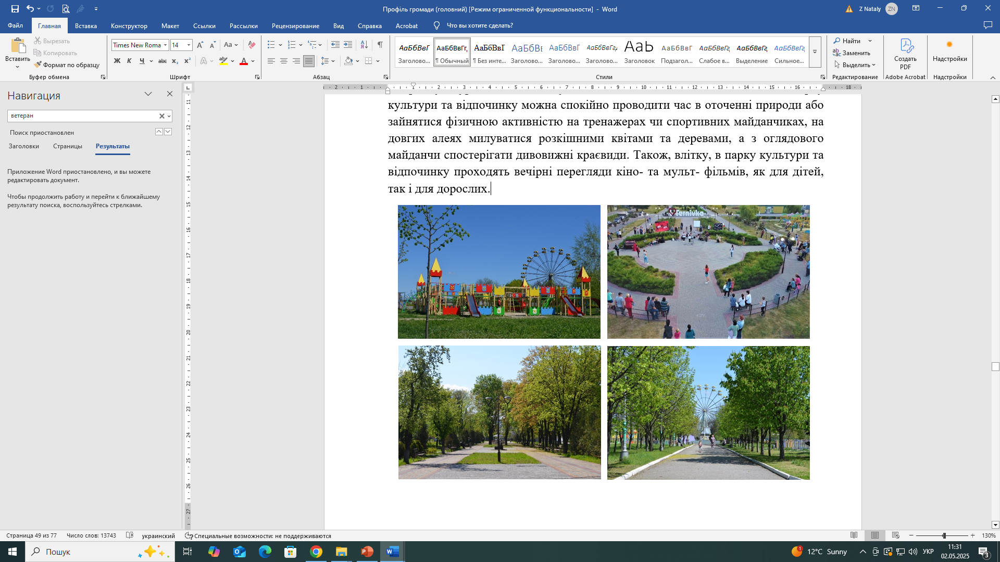 Профіль громади (головний) [Режим ограниченной функциональности] - Word
Z Nataly
ZN
Файл
Главная
Вставка
Конструктор
Макет
Ссылки
Рассылки
Рецензирование
Вид
Справка
Acrobat
Что вы хотите сделать?
Вставить
Вырезать
Копировать
Формат по образцу
Буфер обмена
Times New Roma
14
Шрифт
Абзац
АаБбВвГ
Заголово...
АаБбВвГг,
¶ Обычный
АаБбВвГ
¶ Без инте...
АаБбВ
Заголово...
АаБбВвГ
Заголово...
АаБбВвГгД
Заголово...
Ааb
Заголовок
АаБбВвГ
Подзагол...
АаБбВвГг,
Слабое в...
АаБбВвГг,
Выделение
АаБбВвГг,
Сильное...
Стили
Найти
Заменить
Выделить
Редактирование
Создать PDF
Adobe Acrobat
Надстройки
Надстройки
Навигация
ветеран
Поиск приостановлен
Заголовки
Страницы
Результаты
Приложение Word приостановлено, и вы можете
редактировать документ.
Чтобы продолжить работу и перейти к ближайшему
результату поиска, воспользуйтесь стрелками.
культури та відпочинку можна спокійно проводити час в оточенні природи або
зайнятися фізичною активністю на тренажерах чи спортивних майданчиках, на
довгих алеях милуватися розкішними квітами та деревами, а з оглядового
майданчи спостерігати дивовижні краєвиди. Також, влітку, в парку культури та
відпочинку проходять вечірні перегляди кіно- та мульт- фільмів, як для дітей,
так і для дорослих.
Ternivka
Страница 49 из 77
Число слов: 13743
украинский
Специальные возможности: не поддерживаются
130%
Пошук
12°C Sunny
УКР
11:31
02.05.2025
3